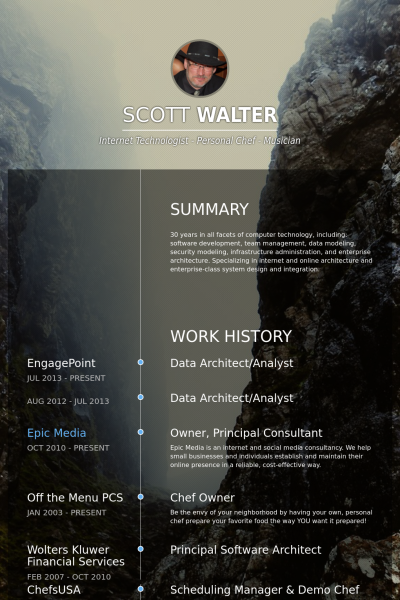 SCOTT WALTER
Internet Technologist - Personal Chef - Musician
SUMMARY
30 years in all facets of computer technology, including:
software development, team management, data modeling,
security modeling, infrastructure administration, and enterprise
architecture. Specializing in internet and online architecture and
enterprise-class system design and integration.
WORK HISTORY
EngagePoint
JUL 2013 - PRESENT
Data Architect/Analyst
AUG 2012 - JUL 2013
Data Architect/Analyst
Epic Media
OCT 2010 - PRESENT
Owner, Principal Consultant
Epic Media is an internet and social media consultancy. We help
small businesses and individuals establish and maintain their
online presence in a reliable, cost-effective way.
Off the Menu PCS
JAN 2003 - PRESENT
Chef Owner
Be the envy of your neighborhood by having your own, personal
chef prepare your favorite food the way YOU want it prepared!
Wolters Kluwer
Financial Services
FEB 2007 - OCT 2010
Principal Software Architect
ChefsUSA
Scheduling Manager & Demo Chef